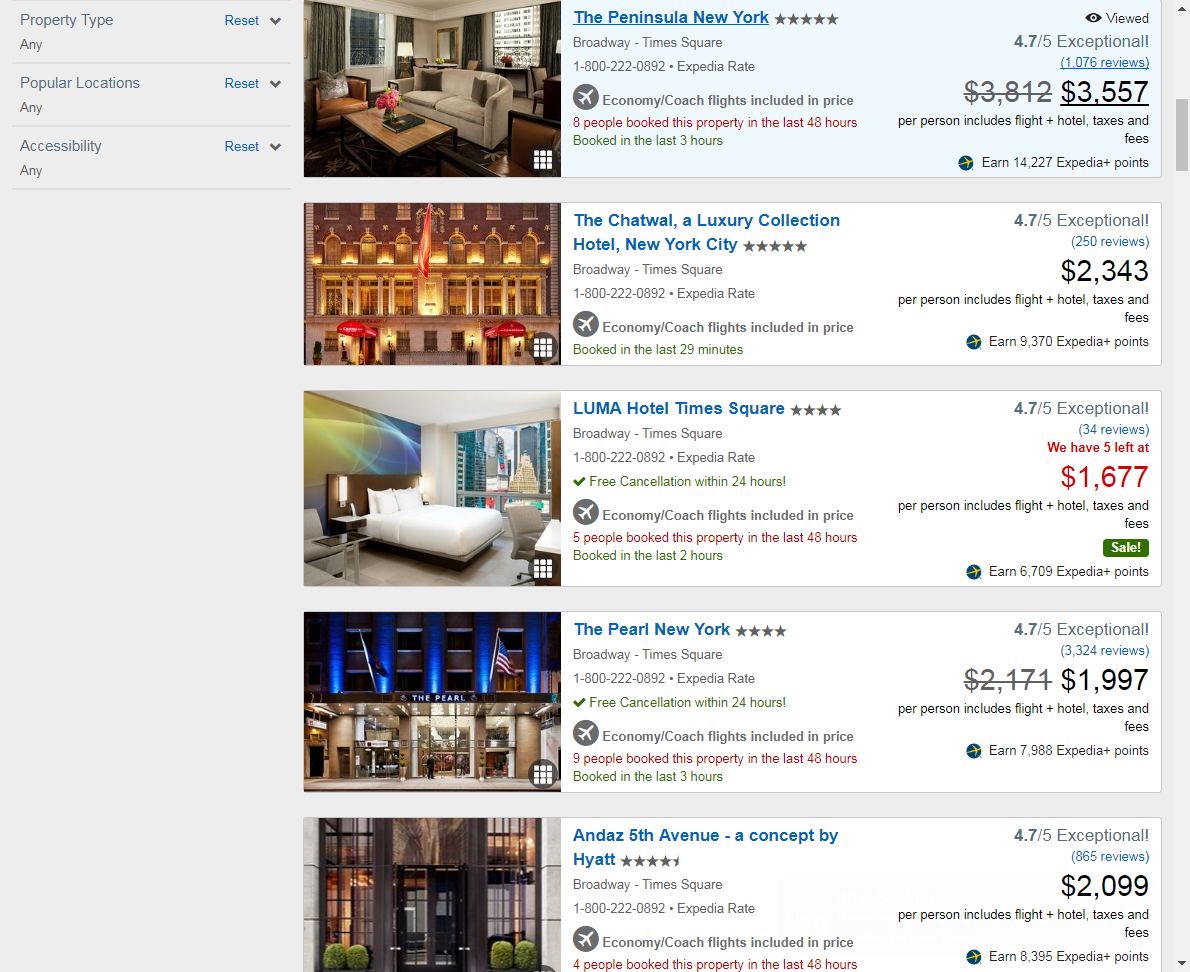 Property Type Reset
Any
Popular Locations Reset
Any
Accessibility Reset
Any
The Peninsula New York
Viewed
Broadway - Times Square
4.7/5 Exceptional!
1-800-222-0892 • Expedia Rate
(1,076 reviews)
$3,812 $3,557
Economy/Coach flights included in price
per person includes flight + hotel, taxes and
fees
8 people booked this property in the last 48 hours
Booked in the last 3 hours
Earn 14,227 Expedia+ points
The Chatwal, a Luxury Collection
Hotel, New York City
4.7/5 Exceptional!
(250 reviews)
Broadway - Times Square
$2,343
1-800-222-0892 • Expedia Rate
per person includes flight + hotel, taxes and
fees
Economy/Coach flights included in price
Booked in the last 29 minutes
Earn 9,370 Expedia+ points
LUMA Hotel Times Square
4.7/5 Exceptional!
Broadway - Times Square
(34 reviews)
We have 5 left at
1-800-222-0892 • Expedia Rate
$1,677
Free Cancellation within 24 hours!
per person includes flight + hotel, taxes and
fees
Economy/Coach flights included in price
5 people booked this property in the last 48 hours
Sale!
Booked in the last 2 hours
Earn 6,709 Expedia+ points
THE PEARL
The Pearl New York
4.7/5 Exceptional!
Broadway - Times Square
(3,324 reviews)
1-800-222-0892 • Expedia Rate
$2,171 $1,997
Free Cancellation within 24 hours!
per person includes flight + hotel, taxes and
fees
Economy/Coach flights included in price
9 people booked this property in the last 48 hours
Earn 7,988 Expedia+ points
Booked in the last 3 hours
Andaz 5th Avenue - a concept by
Hyatt
4.7/5 Exceptional!
(865 reviews)
Broadway - Times Square
$2,099
1-800-222-0892 • Expedia Rate
per person includes flight + hotel, taxes and
fees
Economy/Coach flights included in price
4 people booked this property in the last 48 hours
Earn 8,395 Expedia+ points